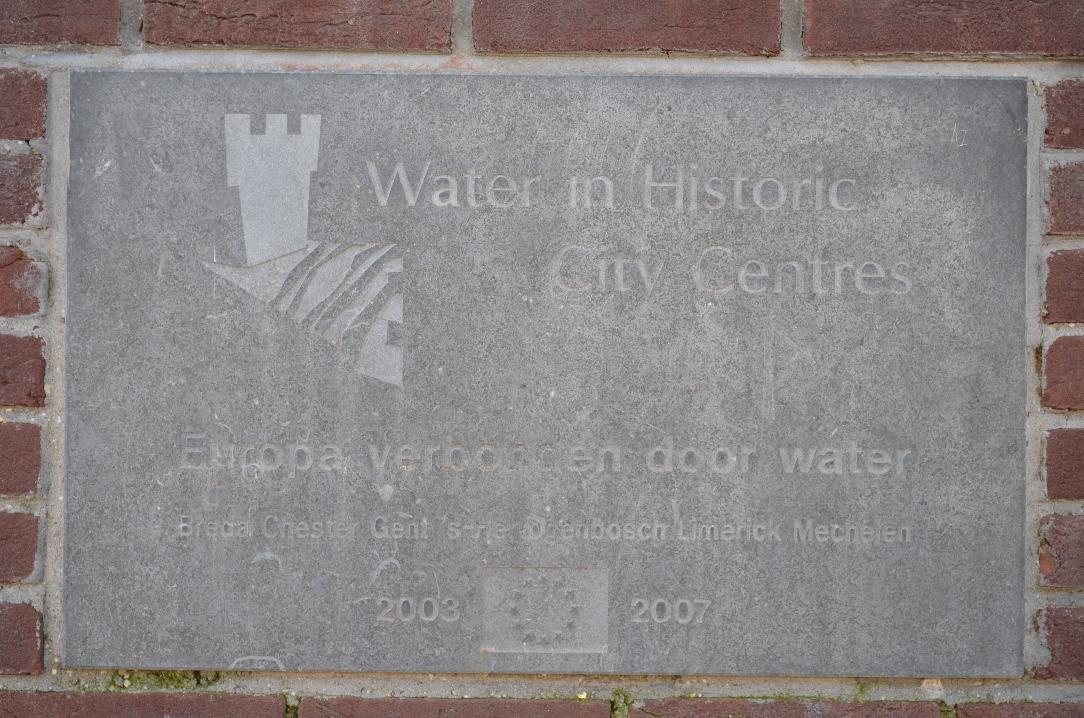 Water in Historic
City Centres
Europa verbonden door water
Breda Chester Gent 's-Hertogenbosch Limerick Mechelen
2003 2007